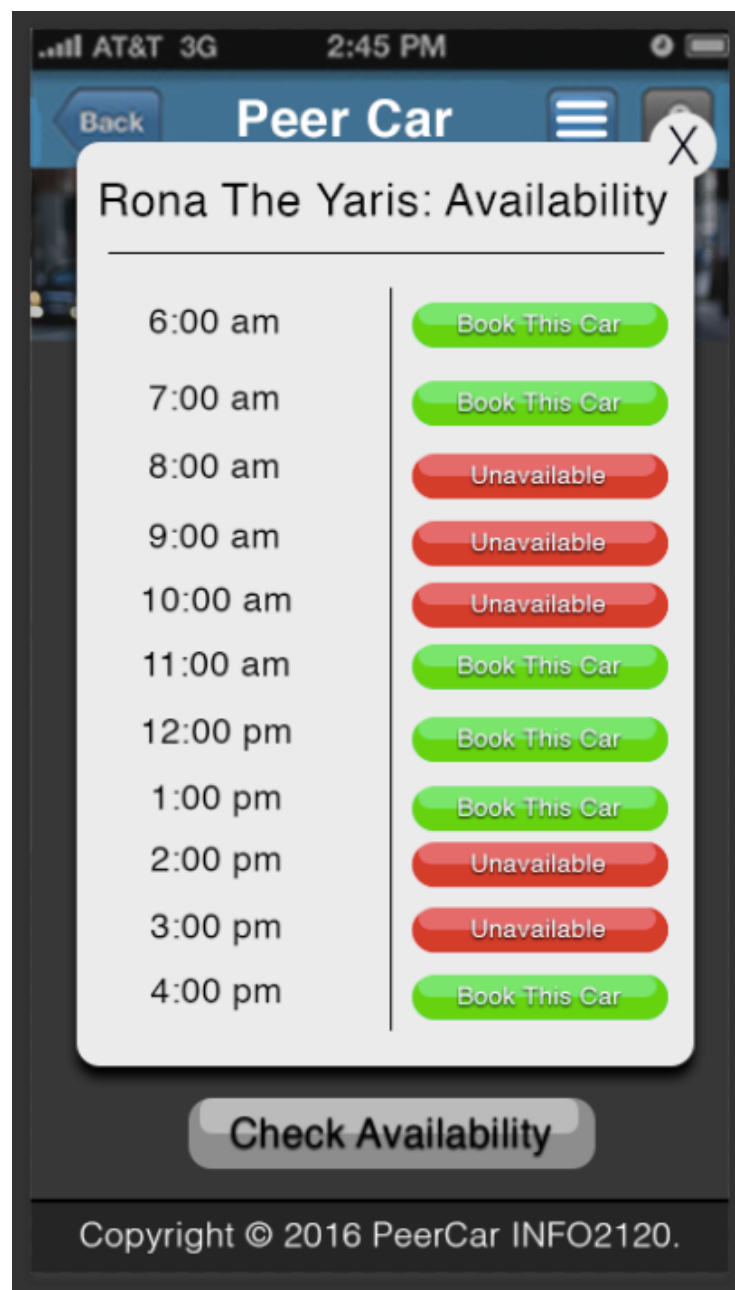 AT&T 3G 2:45 PM
Back Peer Car
X
Rona The Yaris: Availability
6:00 am Book This Car
7:00 am Book This Car
8:00 am Unavailable
9:00 am Unavailable
10:00 am Unavailable
11:00 am Book This Car
12:00 pm Book This Car
1:00 pm Book This Car
2:00 pm Unavailable
3:00 pm Unavailable
4:00 pm Book This Car
Check Availability
Copyright © 2016 PeerCar INFO2120.